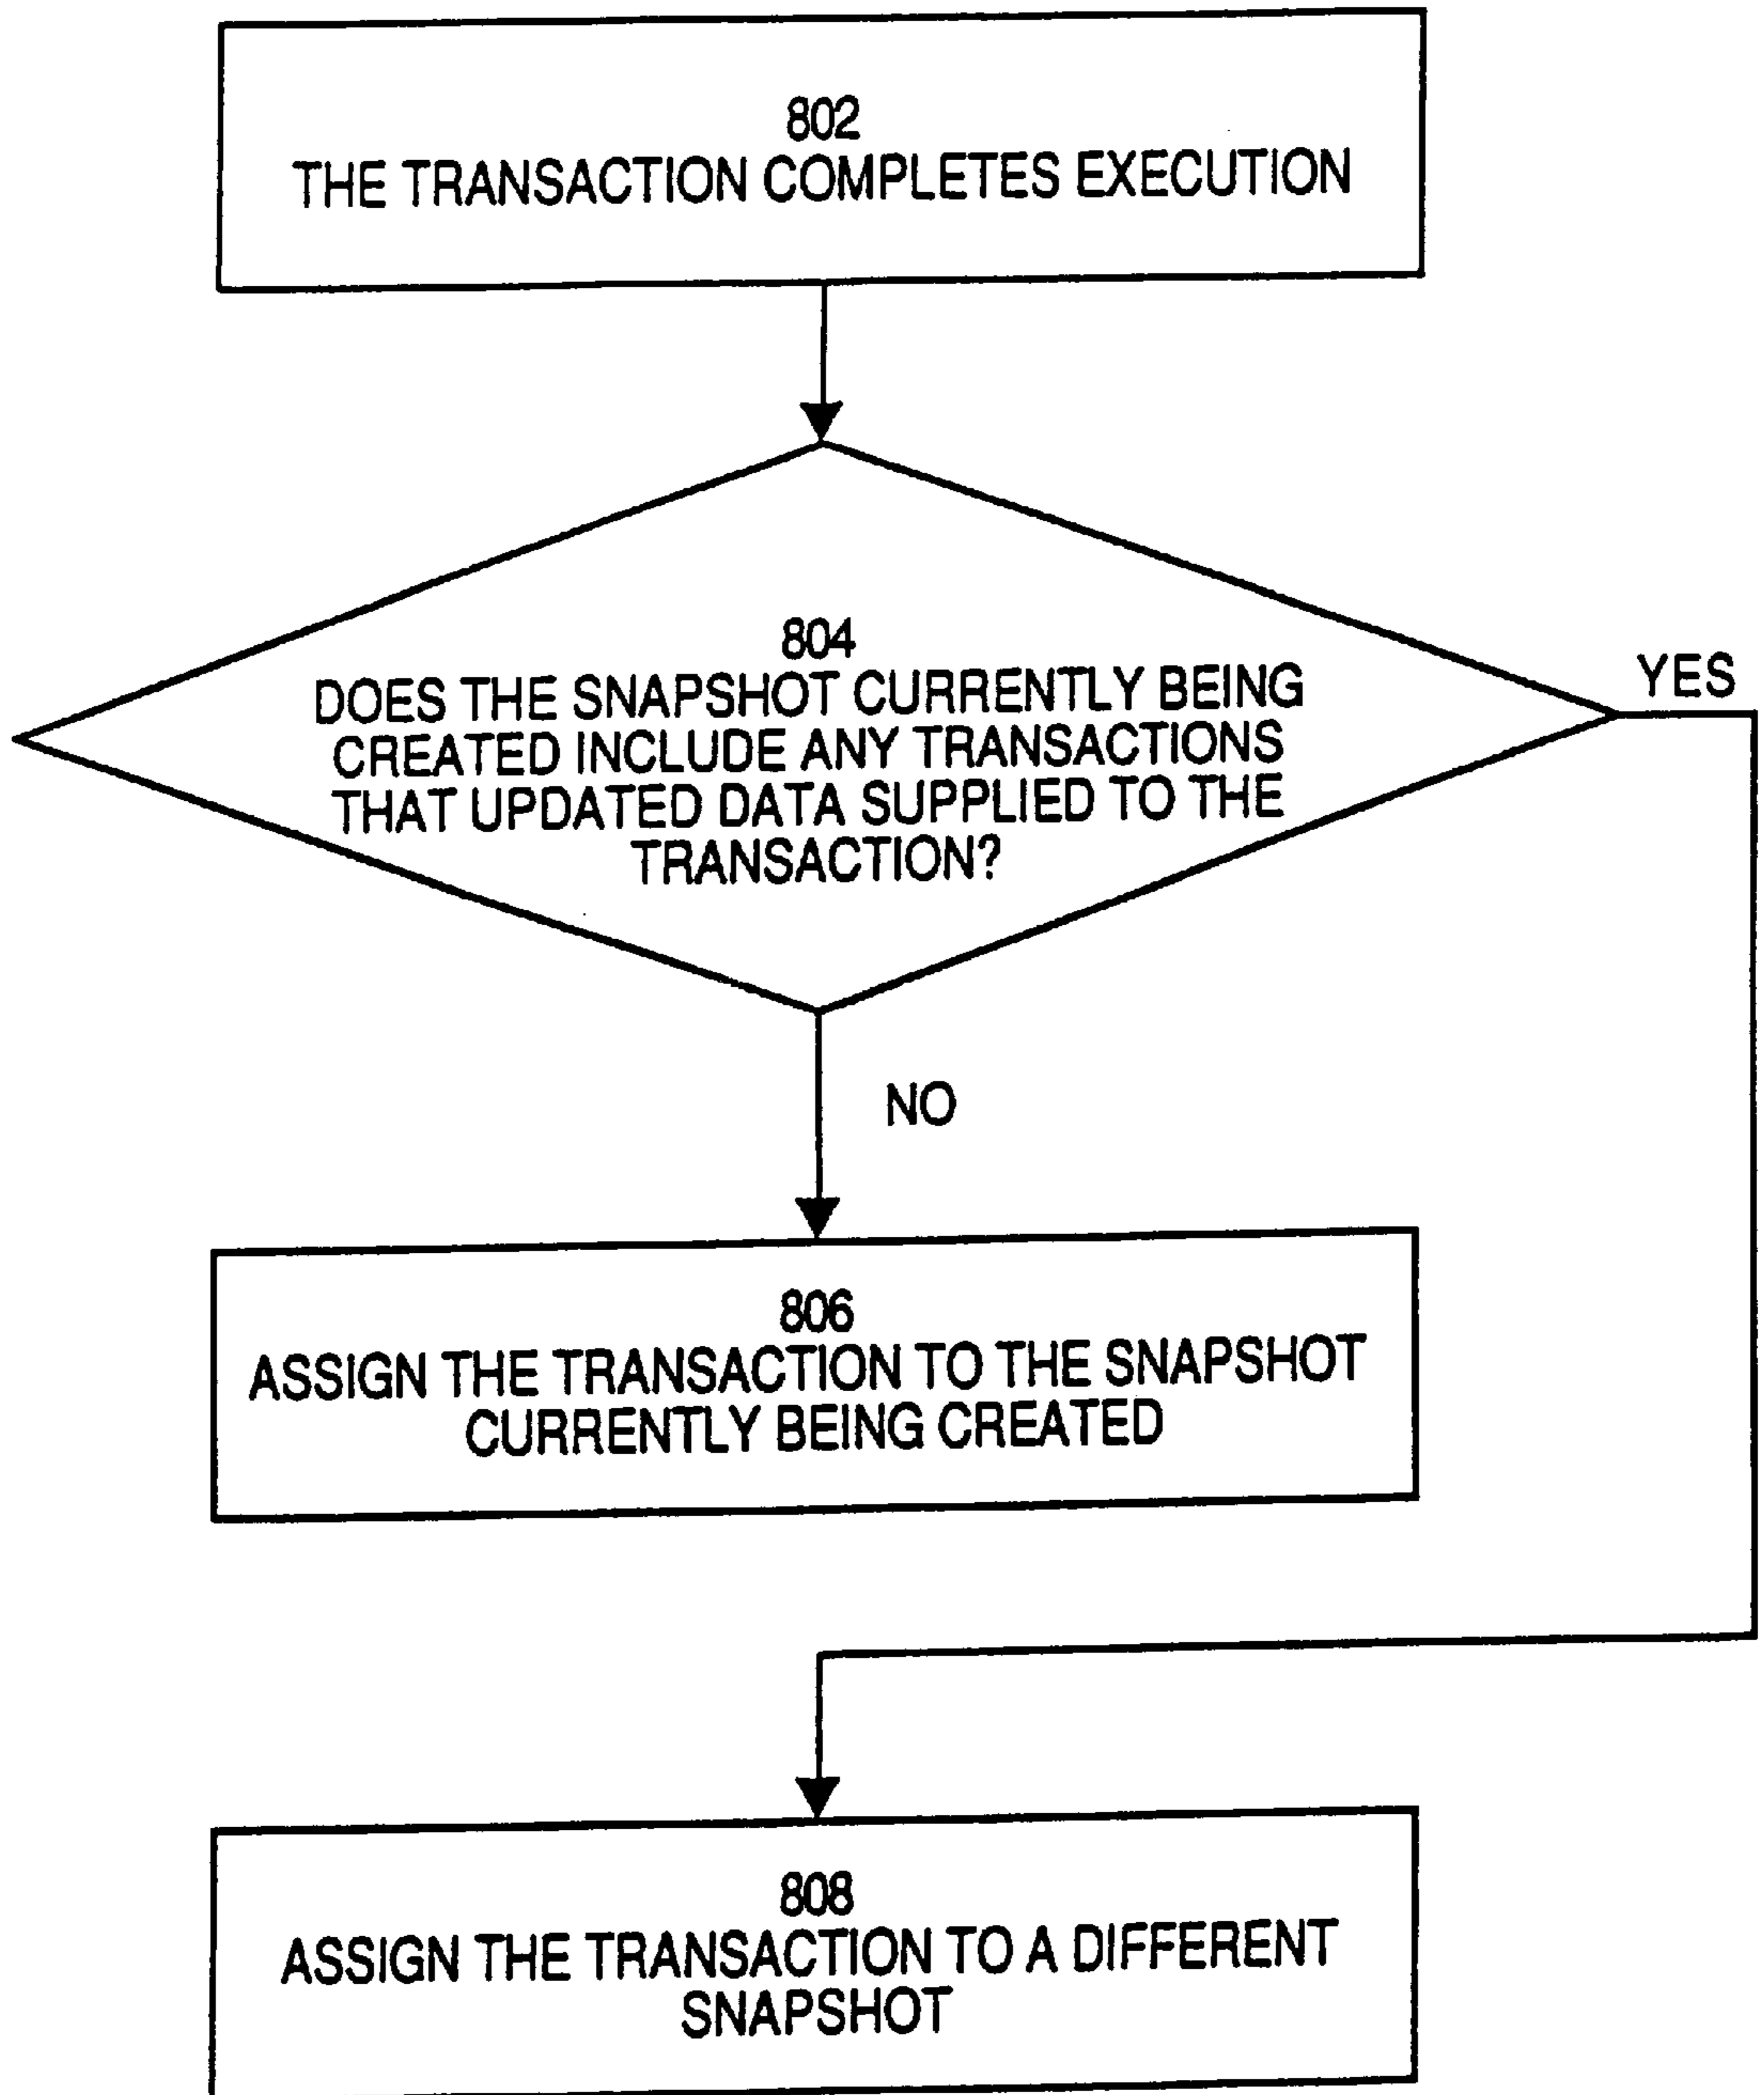 802
THE TRANSACTION COMPLETES EXECUTION
804
DOES THE SNAPSHOT CURRENTLY BEING
CREATED INCLUDE ANY TRANSACTIONS
THAT UPDATED DATA SUPPLIED TO THE
TRANSACTION?
YES
NO
806
ASSIGN THE TRANSACTION TO THE SNAPSHOT
CURRENTLY BEING CREATED
808
ASSIGN THE TRANSACTION TO A DIFFERENT
SNAPSHOT